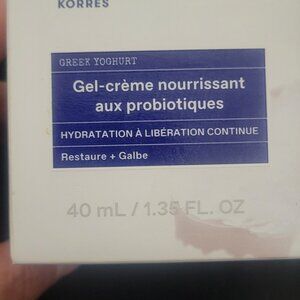 KORRES
GREEK YOGHURT
Gel-crème nourrissant
aux probiotiques
HYDRATATION À LIBÉRATION CONTINUE
Restaure + Galbe
40 mL / 1.35 FL. OZ